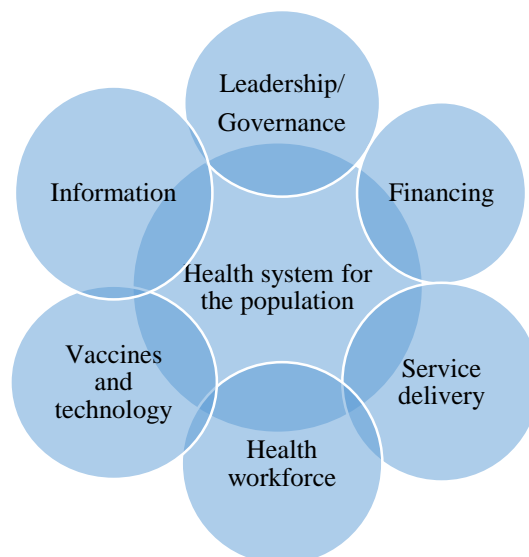 Leadership/
Governance
Information
Financing
Health system for
the population
Vaccines
and
technology
Service
delivery
Health
workforce